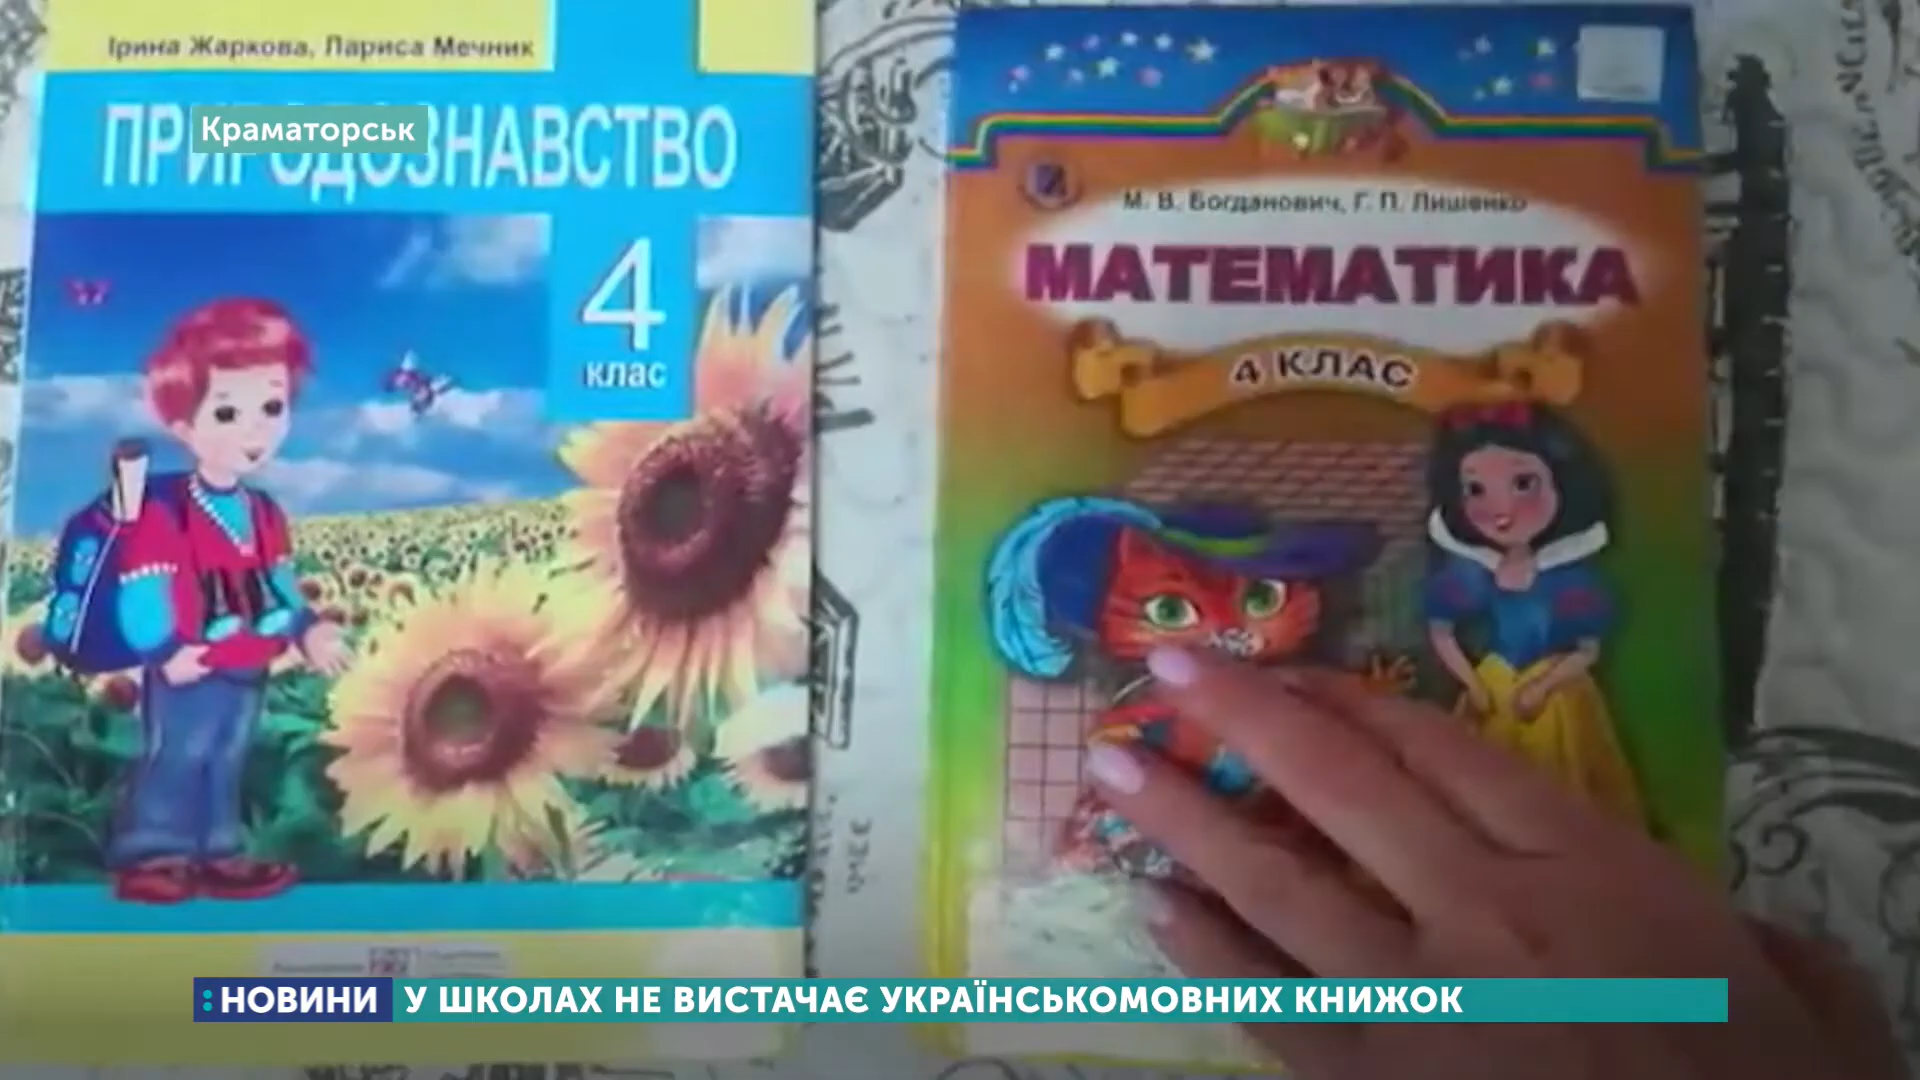 Ірина Жаркова, Лариса Мечник
ПРИРОДОЗНАВСТВО
Краматорськ
4
клас
М. В. Богданович, Г. П. Лишенко
МАТЕМАТИКА
4 КЛАС
НОВИНИ
У ШКОЛАХ НЕ ВИСТАЧАЄ УКРАЇНСЬКОМОВНИХ КНИЖОК